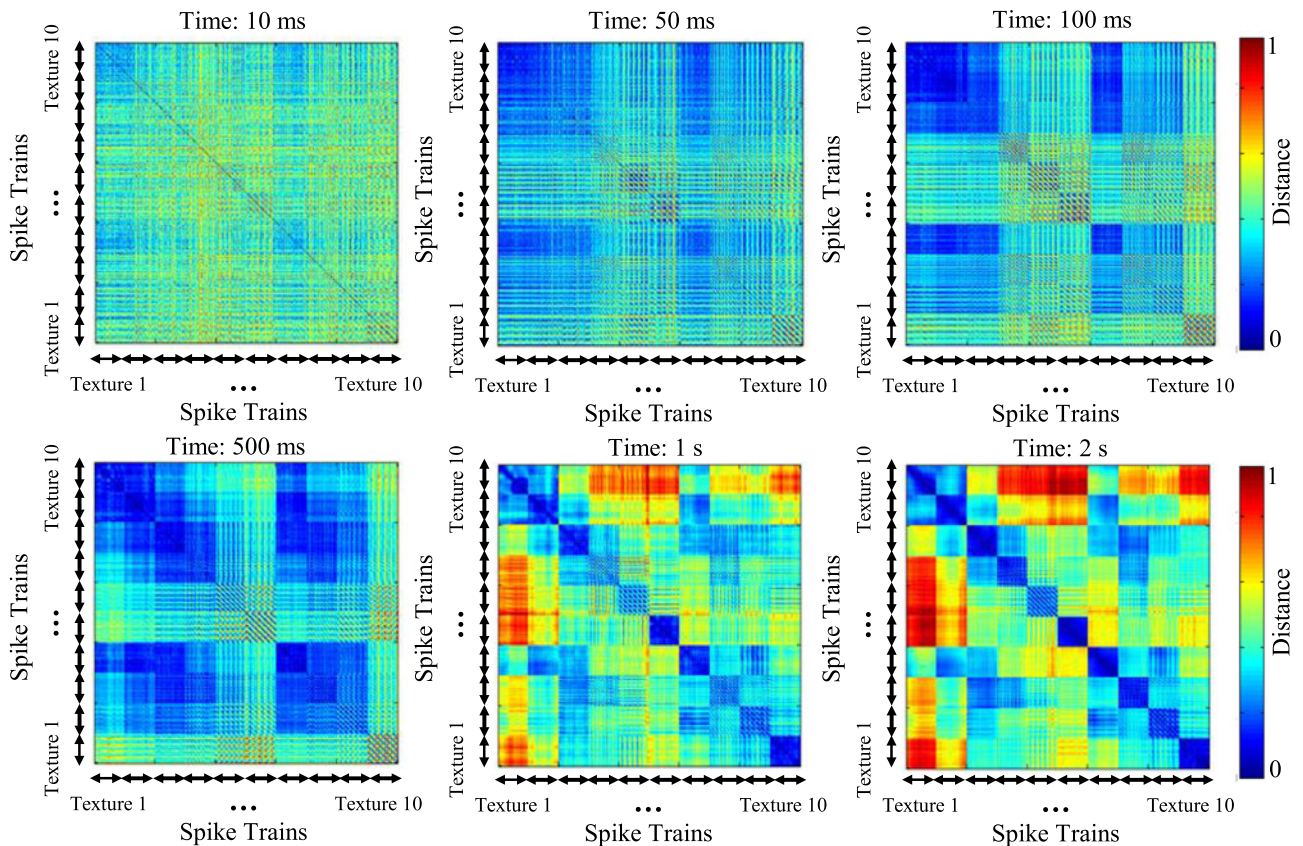 Time: 10 ms
Time: 50 ms
Time: 100 ms
Texture 10
...
Texture 1
Spike Trains
Texture 1
...
Texture 10
Spike Trains
Texture 10
...
Texture 1
Spike Trains
Texture 1
...
Texture 10
Spike Trains
Texture 10
...
Texture 1
Spike Trains
Texture 1
...
Texture 10
Spike Trains
1
Distance
0
Time: 500 ms
Time: 1 s
Time: 2 s
Texture 10
...
Texture 1
Spike Trains
Texture 1
...
Texture 10
Spike Trains
Texture 10
...
Texture 1
Spike Trains
Texture 1
...
Texture 10
Spike Trains
Texture 10
...
Texture 1
Spike Trains
Texture 1
...
Texture 10
Spike Trains
1
Distance
0